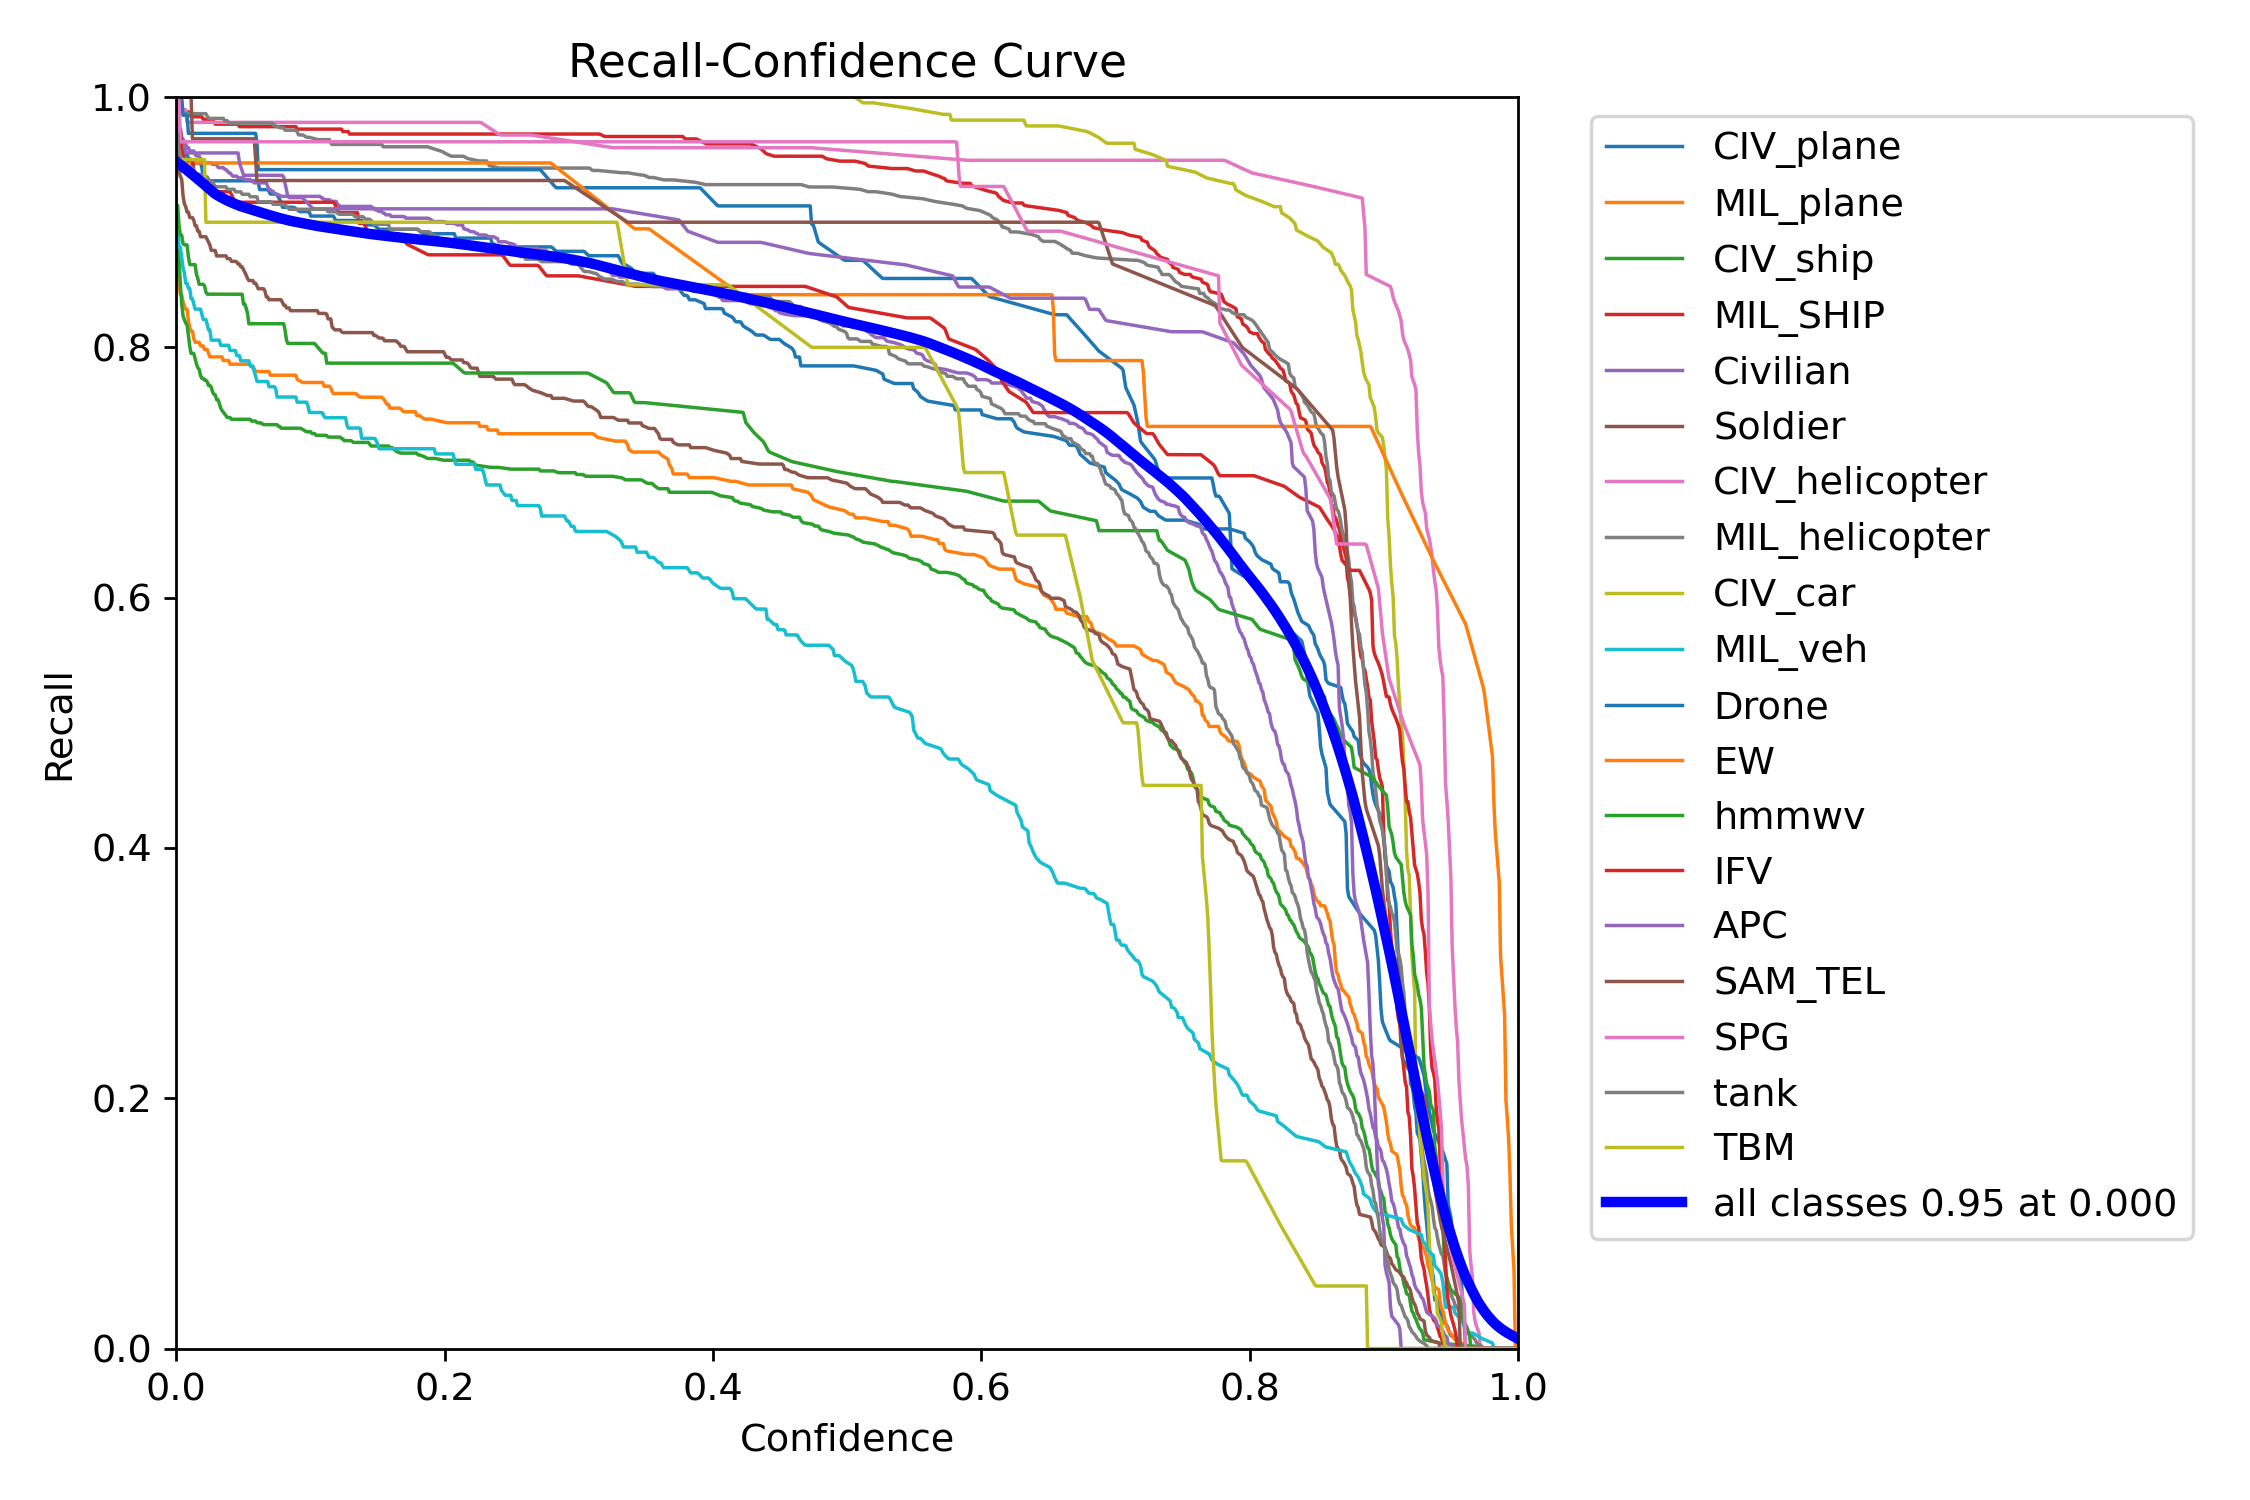 Recall-Confidence Curve
1.0
0.8
0.6
0.4
0.2
0.0
Recall
0.0 0.2 0.4 0.6 0.8 1.0
Confidence
CIV_plane
MIL_plane
CIV_ship
MIL_SHIP
Civilian
Soldier
CIV_helicopter
MIL_helicopter
CIV_car
MIL_veh
Drone
EW
hmmwv
IFV
APC
SAM_TEL
SPG
tank
TBM
all classes 0.95 at 0.000